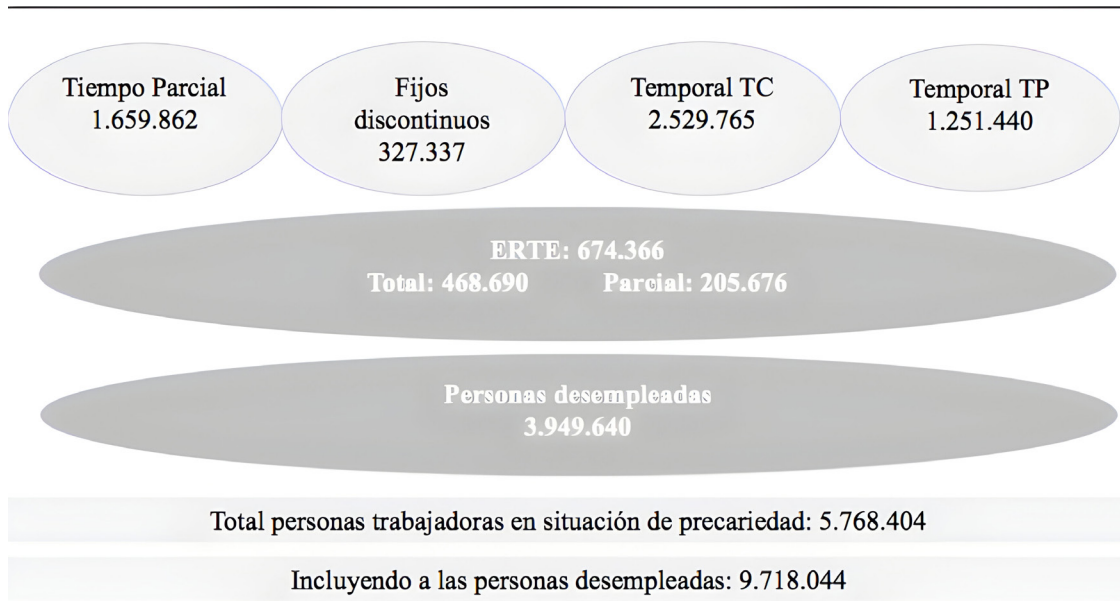 Tiempo Parcial
1.659.862
Fijos
discontinuos
327.337
Temporal TC
2.529.765
Temporal TP
1.251.440
ERTE: 674.366
Total: 468.690 Parcial: 205.676
Personas desempleadas
3.949.640
Total personas trabajadoras en situación de precariedad: 5.768.404
Incluyendo a las personas desempleadas: 9.718.044